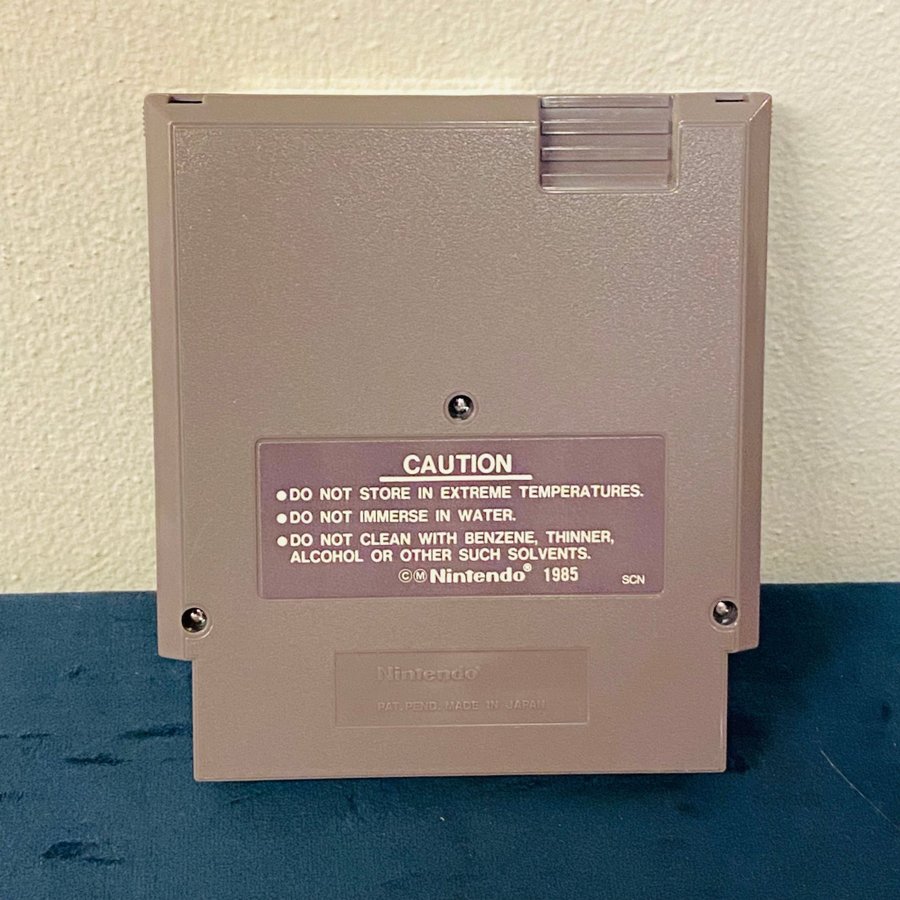 CAUTION
●DO NOT STORE IN EXTREME TEMPERATURES.
●DO NOT IMMERSE IN WATER.
●DO NOT CLEAN WITH BENZENE, THINNER,
ALCOHOL OR OTHER SUCH SOLVENTS.
ⒸⓂNintendo® 1985 SCN
Nintendo®
PAT. PEND. MADE IN JAPAN